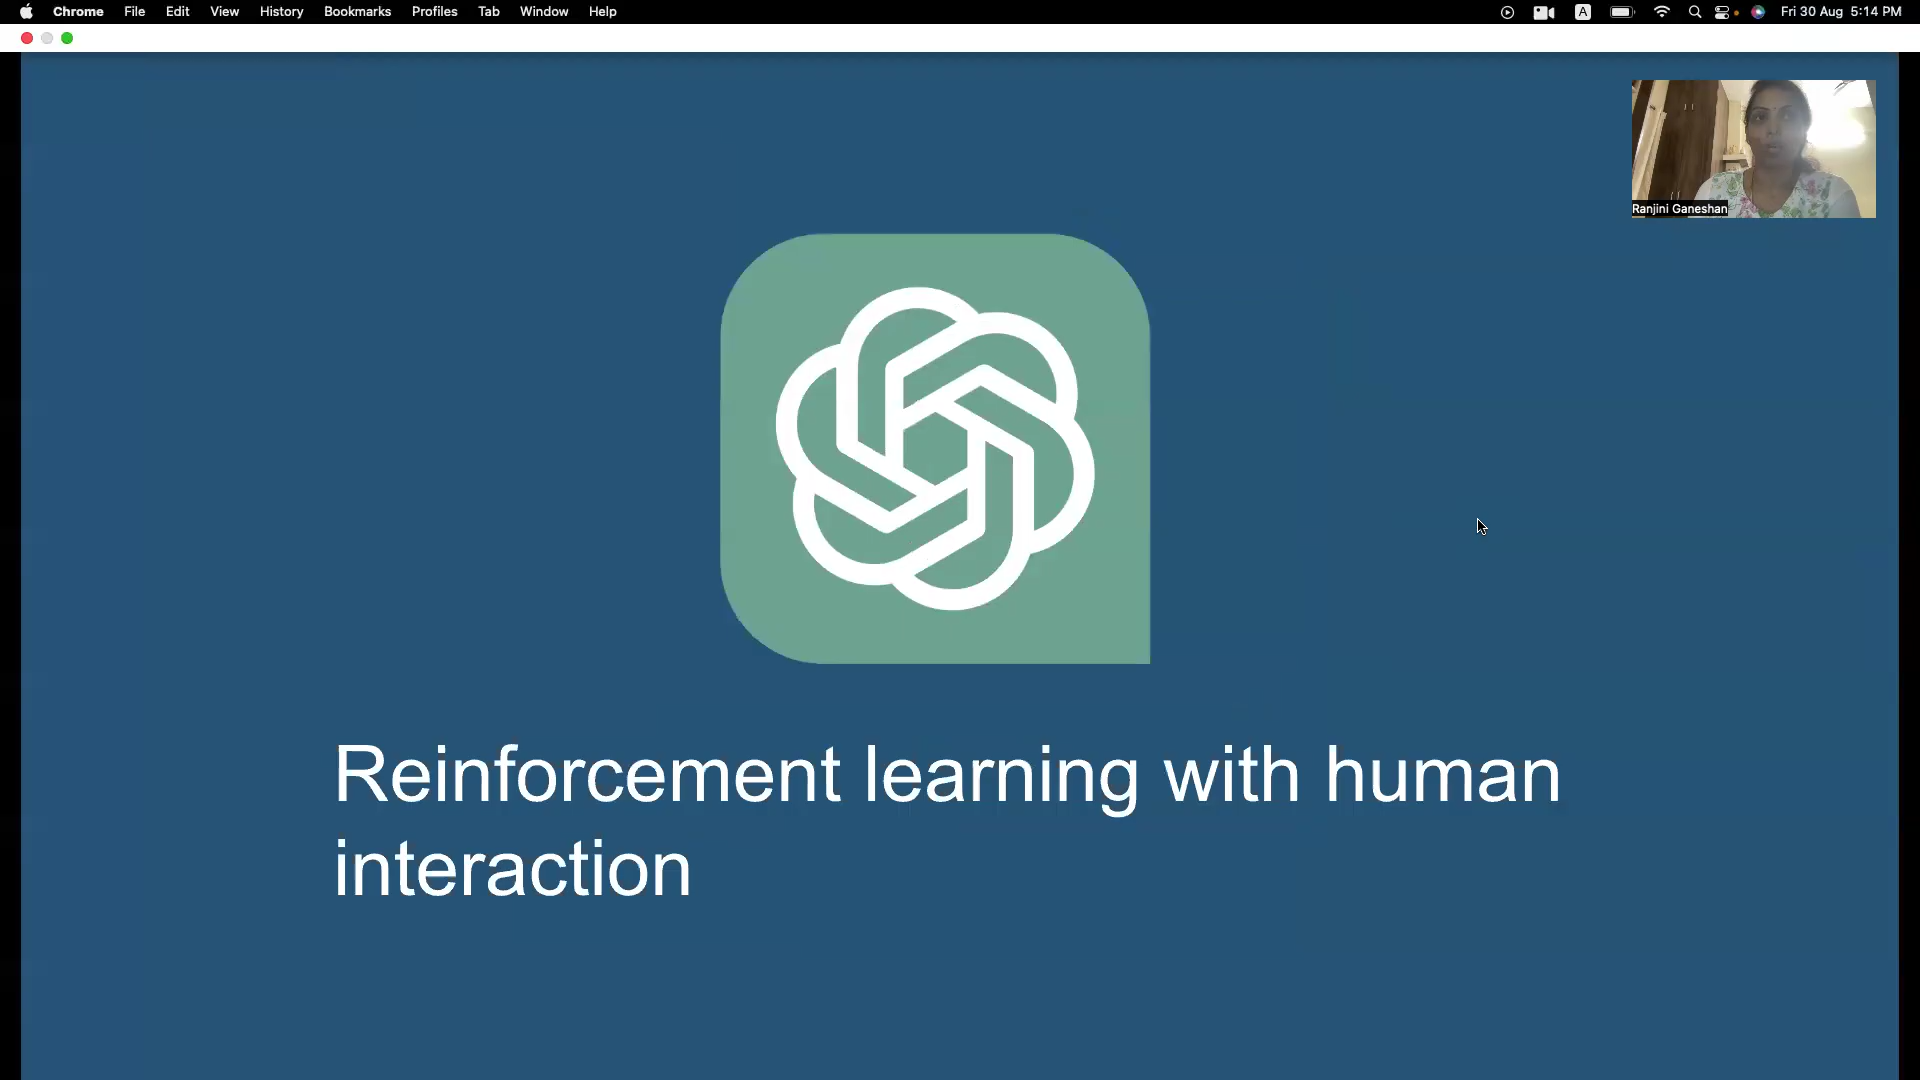 Chrome File Edit View History Bookmarks Profiles Tab Window Help A Fri 30 Aug 5:14 PM
Ranjini Ganeshan
Reinforcement learning with human
interaction